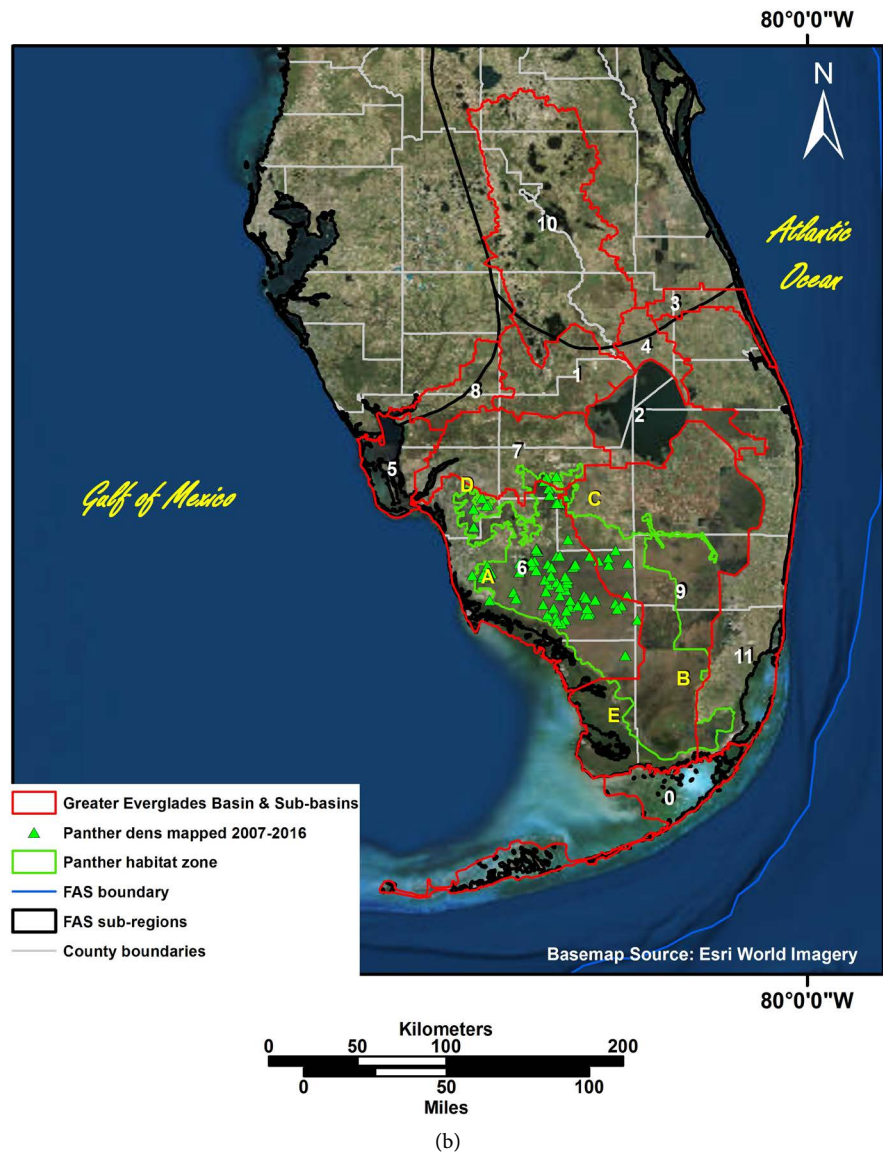 80°0'0"W
N
Atlantic
Ocean
10
3
4
1
8
2
7
5
D
C
A
6
9
11
B
E
0
Gulf of Mexico
Greater Everglades Basin & Sub-basins
Panther dens mapped 2007-2016
Panther habitat zone
FAS boundary
FAS sub-regions
County boundaries
Basemap Source: Esri World Imagery
80°0'0"W
Kilometers
0 50 100 200
0 50 100
Miles
(b)